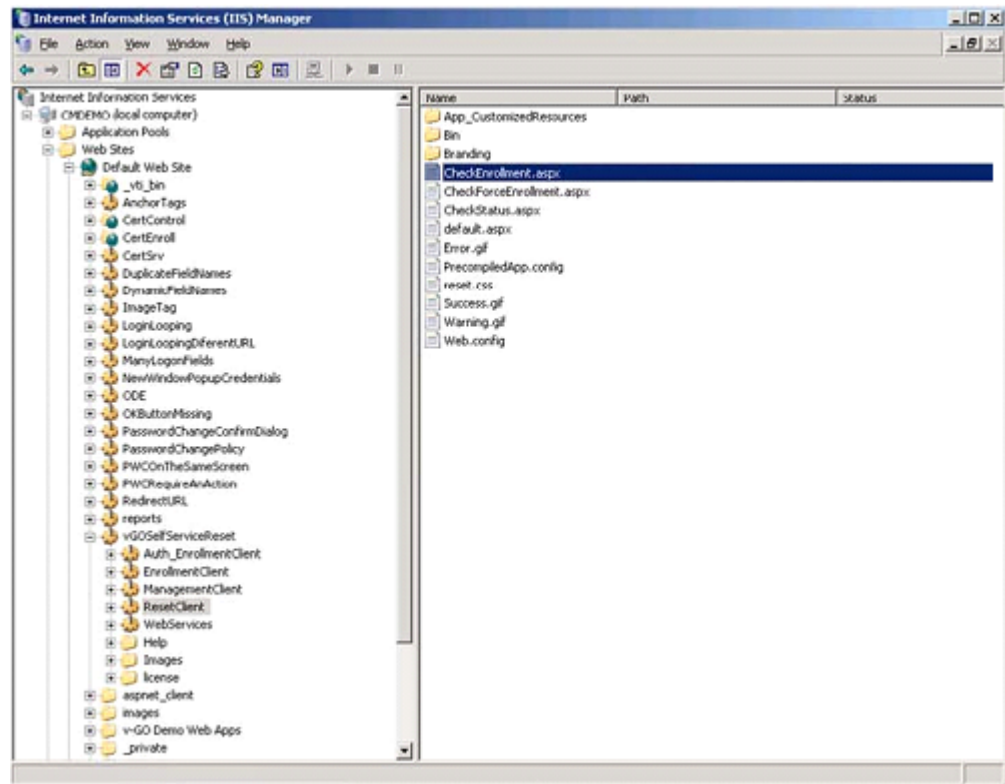 Internet Information Services (IIS) Manager
File Action View Window Help
Internet Information Services
CMDEMO (local computer)
Application Pools
Web Sites
Default Web Site
_vti_bin
AnchorTags
CertControl
CertEnroll
CertSrv
DuplicateFieldNames
DynamicFieldNames
ImageTag
LoginLooping
LoginLoopingDiferentURL
ManyLogonFields
NewWindowPopupCredentials
ODE
OKButtonMissing
PasswordChangeConfirmDialog
PasswordChangePolicy
PWCOnTheSameScreen
PWCRequireAnAction
RedirectURL
reports
vGOSelfServiceReset
Auth_EnrollmentClient
EnrollmentClient
ManagementClient
ResetClient
WebServices
Help
Images
license
aspnet_client
images
v-GO Demo Web Apps
_private
Name Path Status
App_CustomizedResources
Bin
Branding
CheckEnrollment.aspx
CheckForceEnrollment.aspx
CheckStatus.aspx
default.aspx
Error.gif
PrecompiledApp.config
reset.css
Success.gif
Warning.gif
Web.config